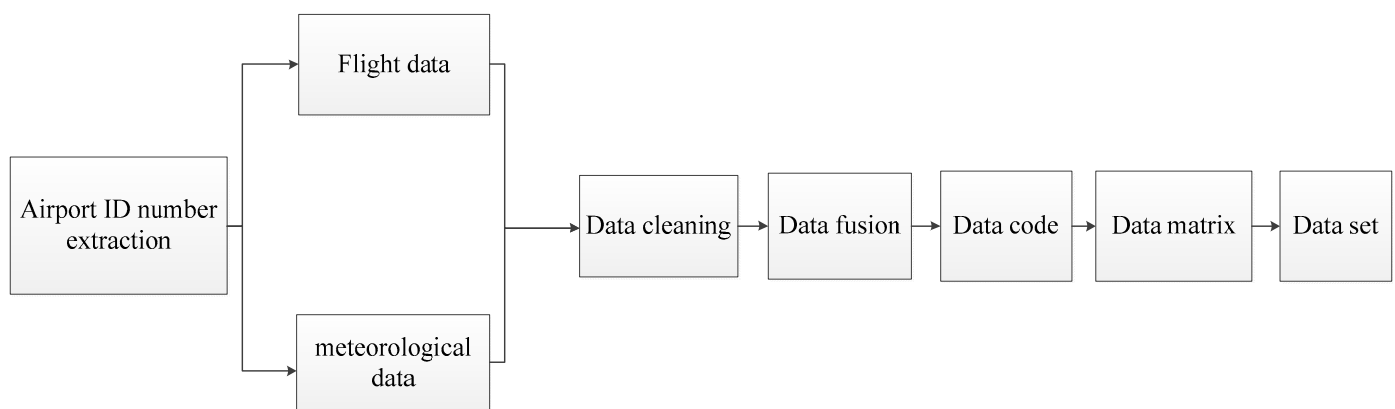 Flight data
Airport ID number
extraction
meteorological
data
Data cleaning
Data fusion
Data code
Data matrix
Data set